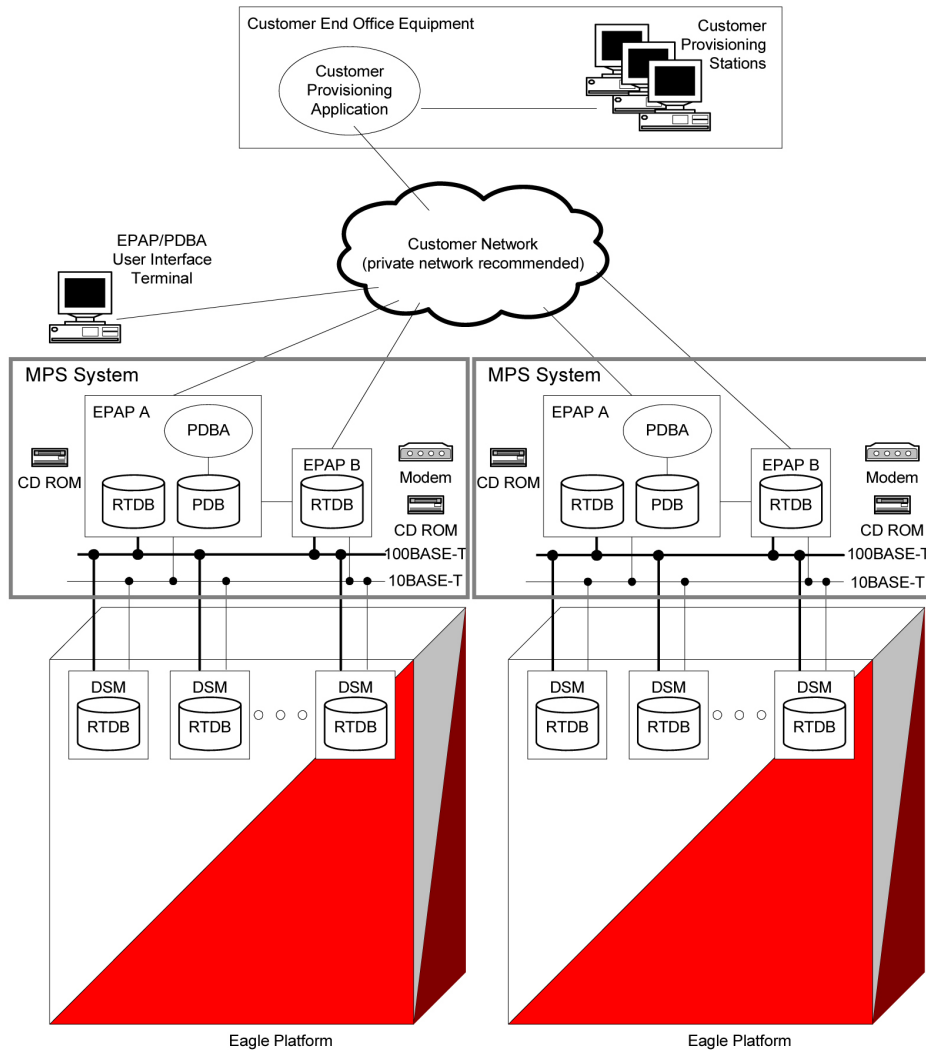 Customer End Office Equipment
Customer
Provisioning
Stations
Customer
Provisioning
Application
Customer Network
(private network recommended)
EPAP/PDBA
User Interface
Terminal
MPS System
EPAP A
PDBA
RTDB
PDB
EPAP B
RTDB
CD ROM
Modem
CD ROM
100BASE-T
10BASE-T
DSM
RTDB
DSM
RTDB
DSM
RTDB
Eagle Platform
MPS System
EPAP A
PDBA
RTDB
PDB
EPAP B
RTDB
CD ROM
Modem
CD ROM
100BASE-T
10BASE-T
DSM
RTDB
DSM
RTDB
DSM
RTDB
Eagle Platform